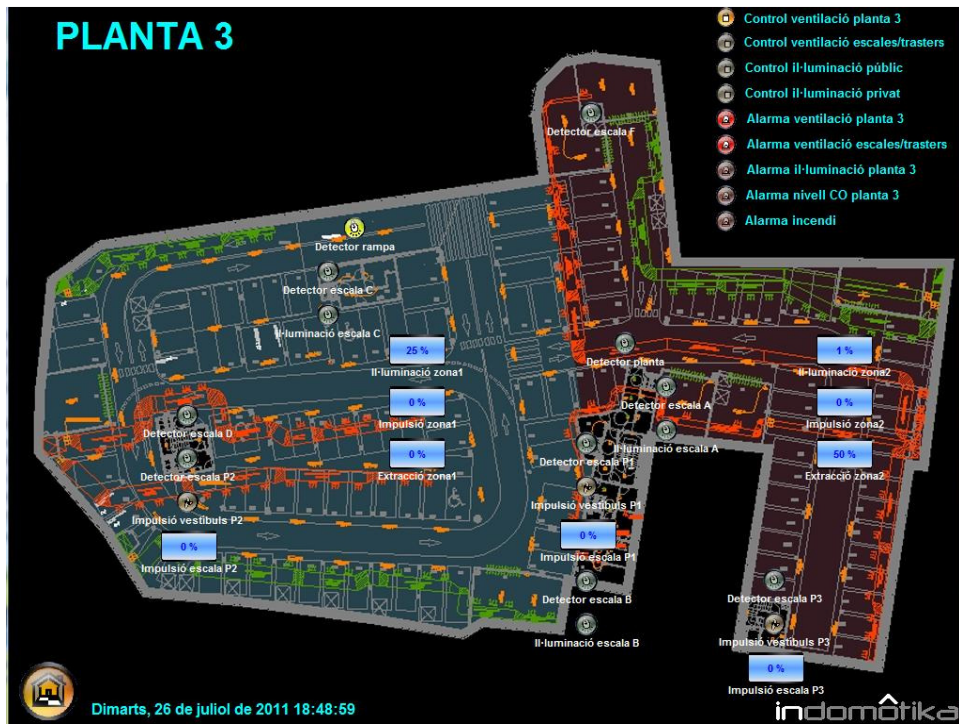 PLANTA 3
Control ventilació planta 3
Control ventilació escales/trasters
Control il·luminació públic
Control il·luminació privat
Alarma ventilació planta 3
Alarma ventilació escales/trasters
Alarma il·luminació planta 3
Alarma nivell CO planta 3
Alarma incendi
Detector escala F
Detector rampa
Detector escala C
Il·luminació escala C
25 %
Il·luminació zona1
Detector planta
1 %
Il·luminació zona2
0 %
Impulsió zona1
Detector escala A
0 %
Impulsió zona2
Detector escala D
Il·luminació escala A
0 %
Extracció zona1
Detector escala P1
50 %
Extracció zona2
Detector escala P2
Impulsió vestibuls P2
Impulsió vestibuls P1
0 %
Impulsió escala P2
0 %
Impulsió escala P1
Detector escala B
Detector escala P3
Il·luminació escala B
Impulsió vestibuls P3
0 %
Impulsió escala P3
Dimarts, 26 de juliol de 2011 18:48:59
indomôtika